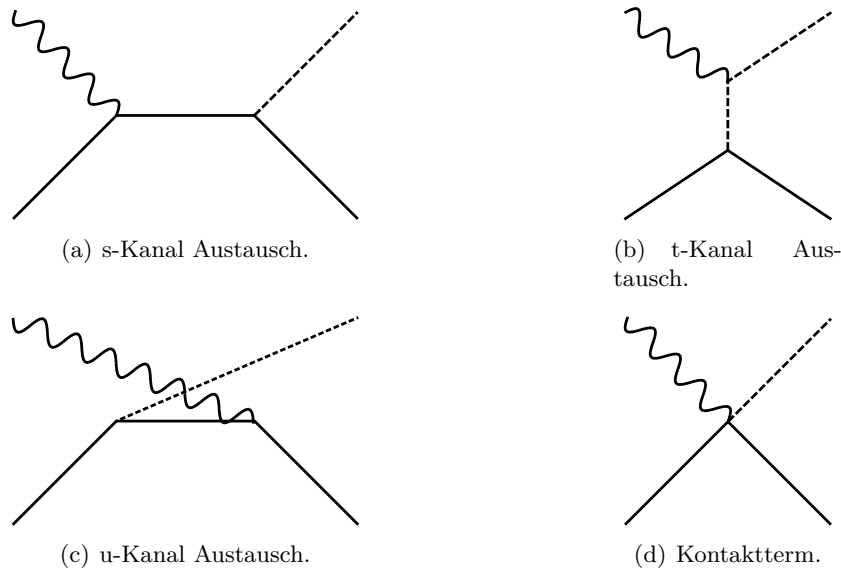 (a) s-Kanal Austausch.
(b) t-Kanal Aus-
tausch.
(c) u-Kanal Austausch.
(d) Kontaktterm.